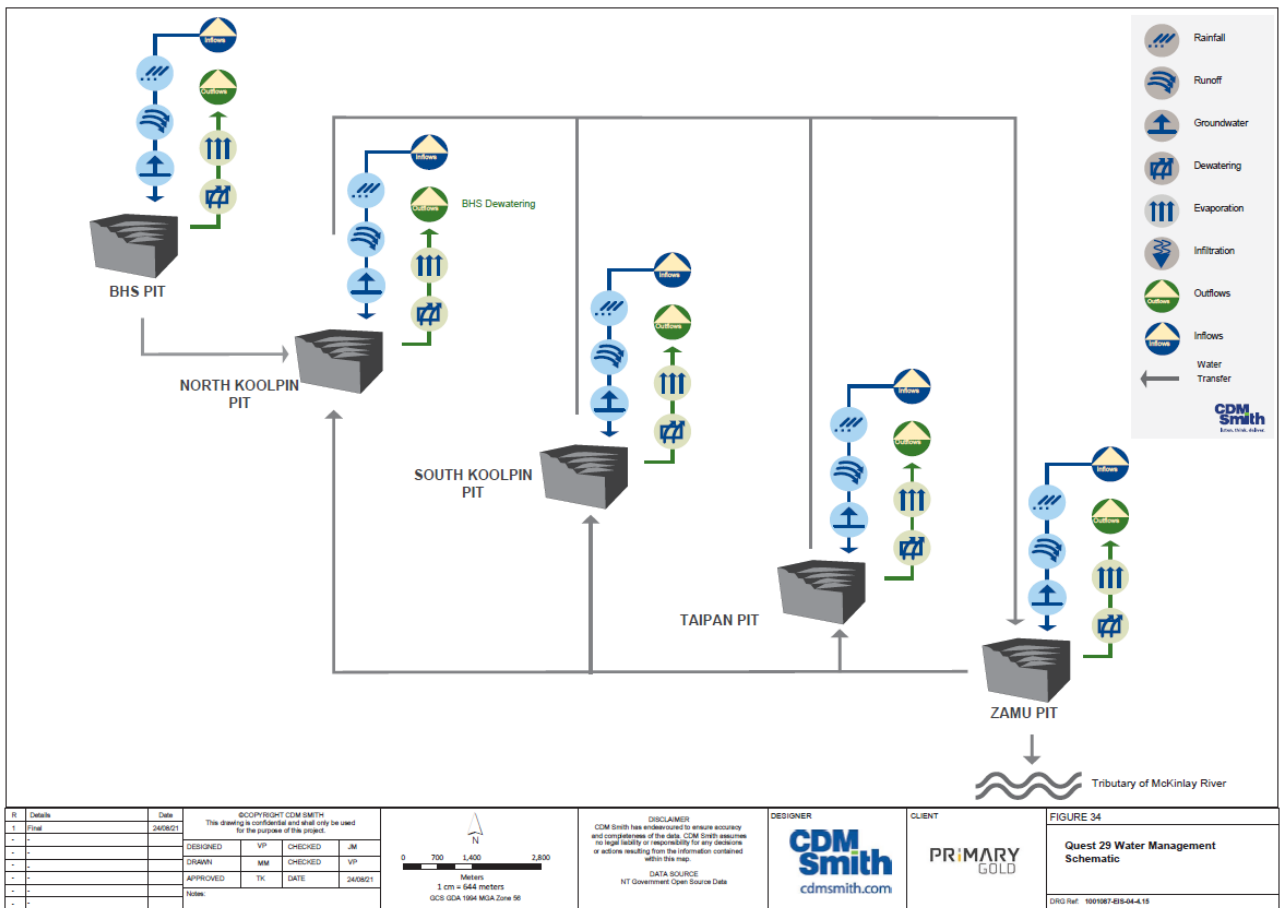 Inflows
Outflows
BHS PIT
Inflows
Outflows
BHS Dewatering
NORTH KOOLPIN
PIT
Inflows
Outflows
SOUTH KOOLPIN
PIT
Inflows
Outflows
TAIPAN PIT
Inflows
Outflows
ZAMU PIT
Tributary of McKinlay River
Rainfall
Runoff
Groundwater
Dewatering
Evaporation
Infiltration
Outflows
Outflows
Inflows
Inflows
Water
Transfer
CDM
Smith
listen. think. deliver.
R Details Date
1 Final 24/08/21
- -
- -
- -
- -
- -
©COPYRIGHT CDM SMITH
This drawing is confidential and shall only be used
for the purpose of this project.
DESIGNED VP CHECKED JM
DRAWN MM CHECKED VP
APPROVED TK DATE 24/08/21
Notes:
N
0 700 1,400 2,800
Meters
1 cm = 644 meters
GCS GDA 1994 MGA Zone 56
DISCLAIMER
CDM Smith has endeavoured to ensure accuracy
and completeness of the data. CDM Smith assumes
no legal liability or responsibility for any decisions
or actions resulting from the information contained
within this map.
DATA SOURCE
NT Government Open Source Data
DESIGNER
CDM
Smith
cdmsmith.com
CLIENT
PRiMARY
GOLD
FIGURE 34
Quest 29 Water Management
Schematic
DRG Ref: 1001087-EIS-04-4.15